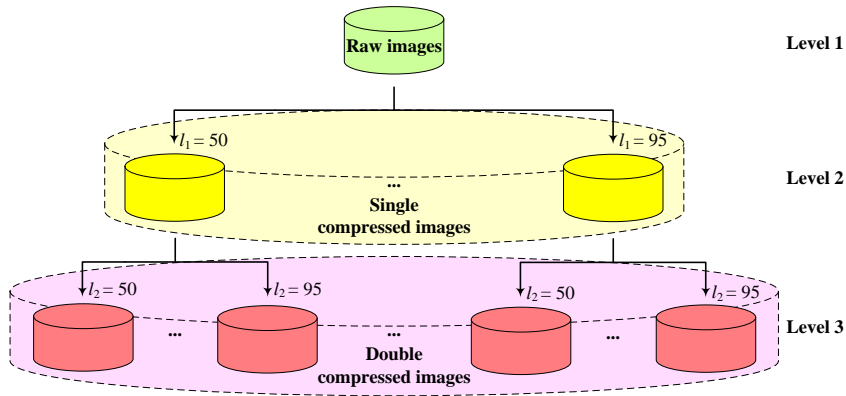 Raw images
Level 1
l₁ = 50
l₁ = 95
...
Level 2
Single
compressed images
l₂ = 50
l₂ = 95
l₂ = 50
l₂ = 95
...
...
...
Level 3
Double
compressed images